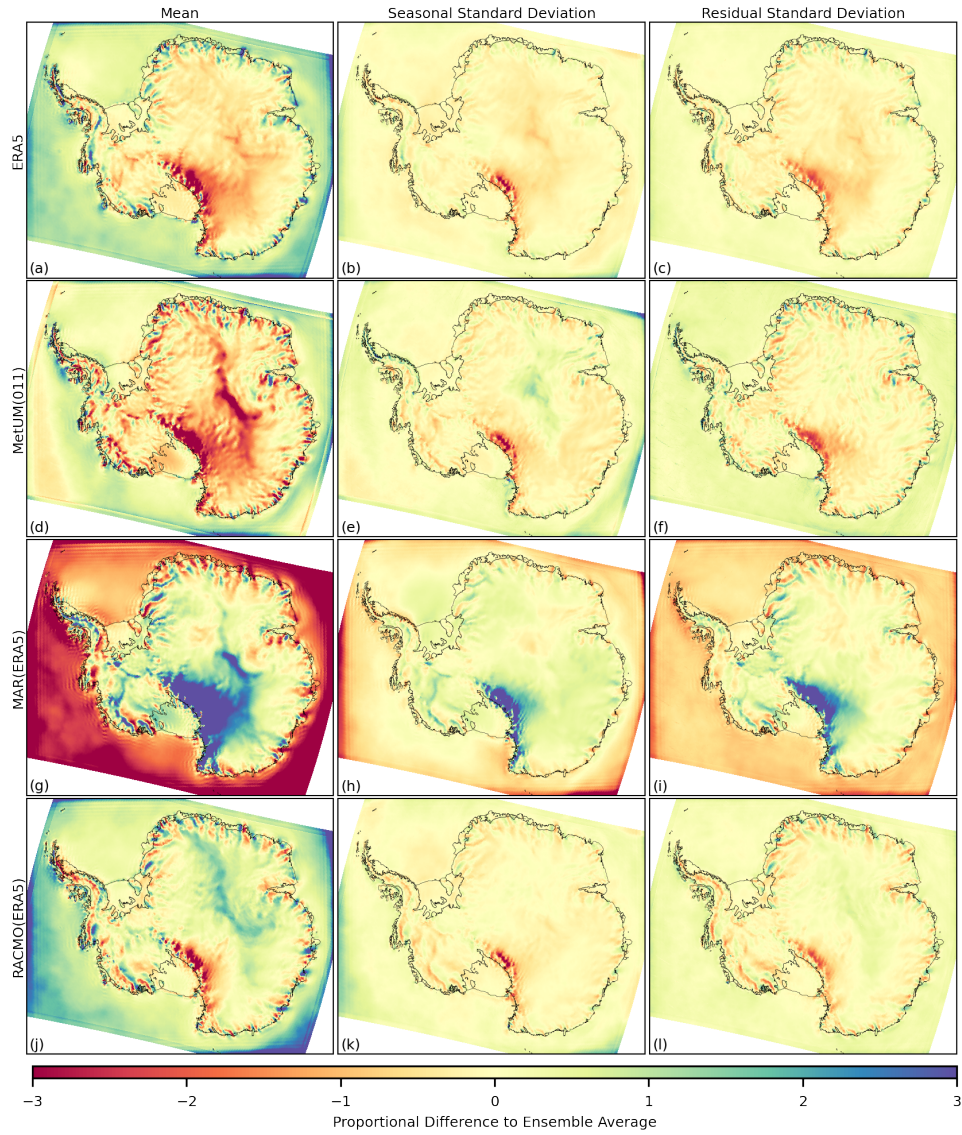 Mean Seasonal Standard Deviation Residual Standard Deviation
ERA5
(a) (b) (c)
MetUM(011)
(d) (e) (f)
MAR(ERA5)
(g) (h) (i)
RACMO(ERA5)
(j) (k) (l)
−3 −2 −1 0 1 2 3
Proportional Difference to Ensemble Average